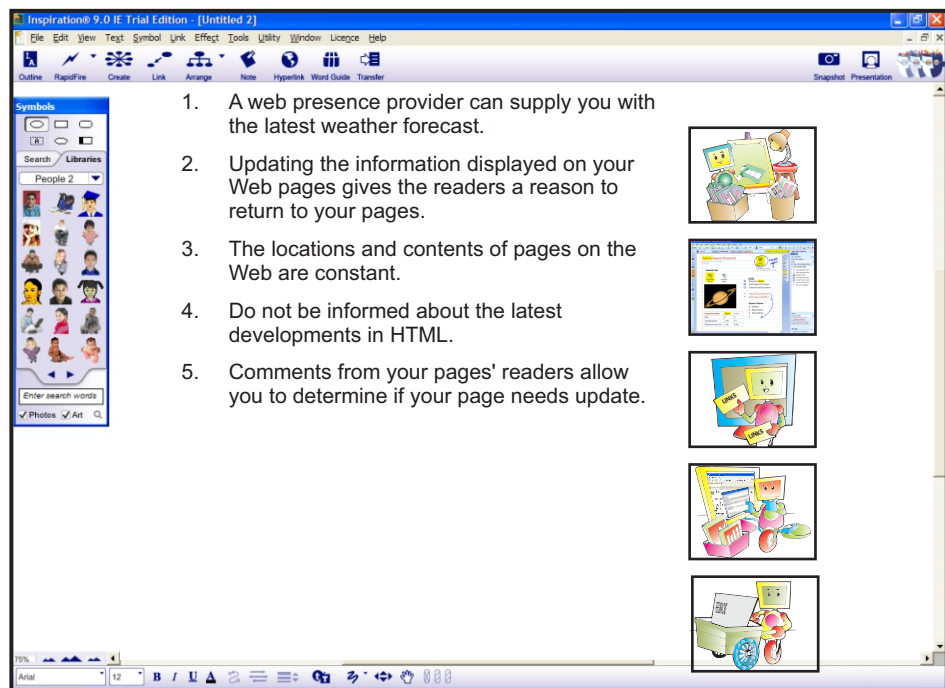 Inspiration® 9.0 IE Trial Edition - [Untitled 2]
File Edit View Text Symbol Link Effect Tools Utility Window Licence Help
Outline RapidFire Create Link Arrange Note Hyperlink Word Guide Transfer Snapshot Presentation
Symbols
Search Libraries
People 2
Enter search words
Photos Art
1. A web presence provider can supply you with
the latest weather forecast.
2. Updating the information displayed on your
Web pages gives the readers a reason to
return to your pages.
3. The locations and contents of pages on the
Web are constant.
4. Do not be informed about the latest
developments in HTML.
5. Comments from your pages' readers allow
you to determine if your page needs update.
LINKS
LINKS
75%
Arial 12 B I U A